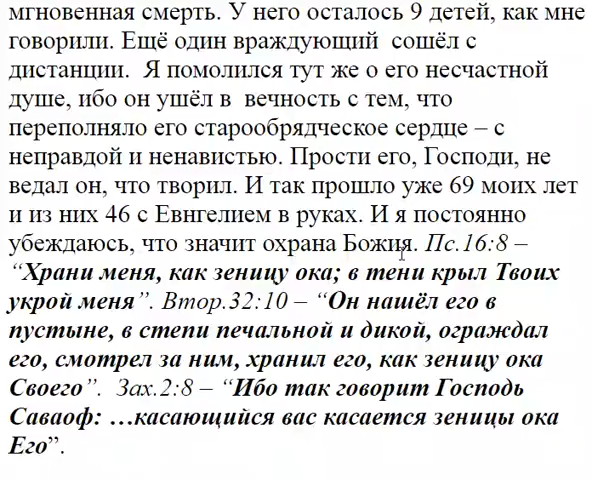 мгновенная смерть. У него осталось 9 детей, как мне
говорили. Ещё один враждующий  сошёл с
дистанции.  Я помолился тут же о его несчастной
душе, ибо он ушёл в  вечность с тем, что
переполняло его старообрядческое сердце – с
неправдой и ненавистью. Прости его, Господи, не
ведал он, что творил. И так прошло уже 69 моих лет
и из них 46 с Евнгелием в руках. И я постоянно
убеждаюсь, что значит охрана Божия. Пс.16:8 –
“Храни меня, как зеницу ока; в тени крыл Твоих
укрой меня”. Втор.32:10 – “Он нашёл его в
пустыне, в степи печальной и дикой, ограждал
его, смотрел за ним, хранил его, как зеницу ока
Своего”.  Зах.2:8 – “Ибо так говорит Господь
Саваоф: …касающийся вас касается зеницы ока
Его”.